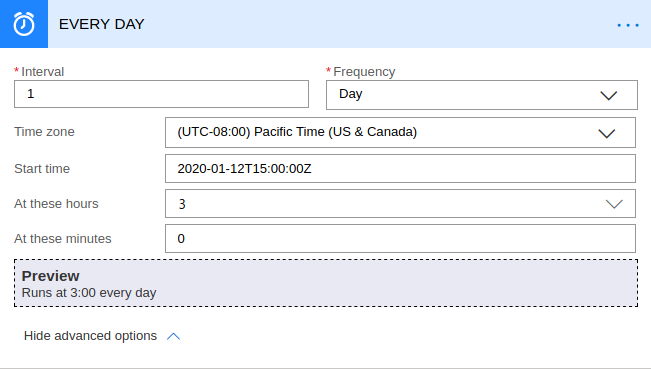 EVERY DAY
* Interval
* Frequency
1
Day
Time zone
(UTC-08:00) Pacific Time (US & Canada)
Start time
2020-01-12T15:00:00Z
At these hours
3
At these minutes
0
Preview
Runs at 3:00 every day
Hide advanced options